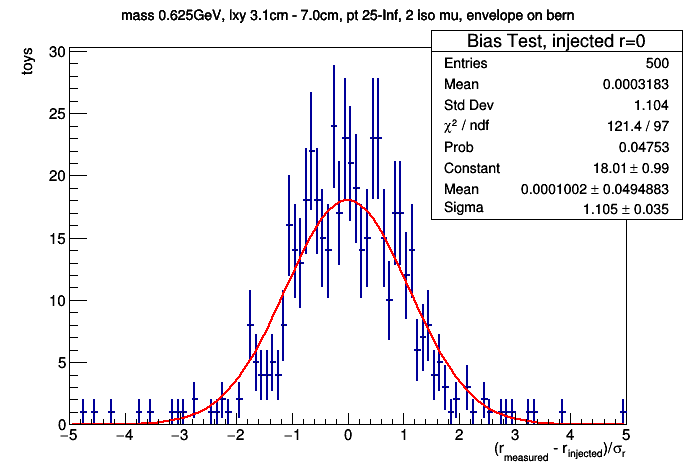 mass 0.625GeV, lxy 3.1cm - 7.0cm, pt 25-Inf, 2 iso mu, envelope on bern
Bias Test, injected r=0
Entries 500
Mean 0.0003183
Std Dev 1.104
χ² / ndf 121.4 / 97
Prob 0.04753
Constant 18.01 ± 0.99
Mean 0.0001002 ± 0.0494883
Sigma 1.105 ± 0.035
toys
30
25
20
15
10
5
0
−5 −4 −3 −2 −1 0 1 2 3 4 5
(r_measured - r_injected)/σ_r